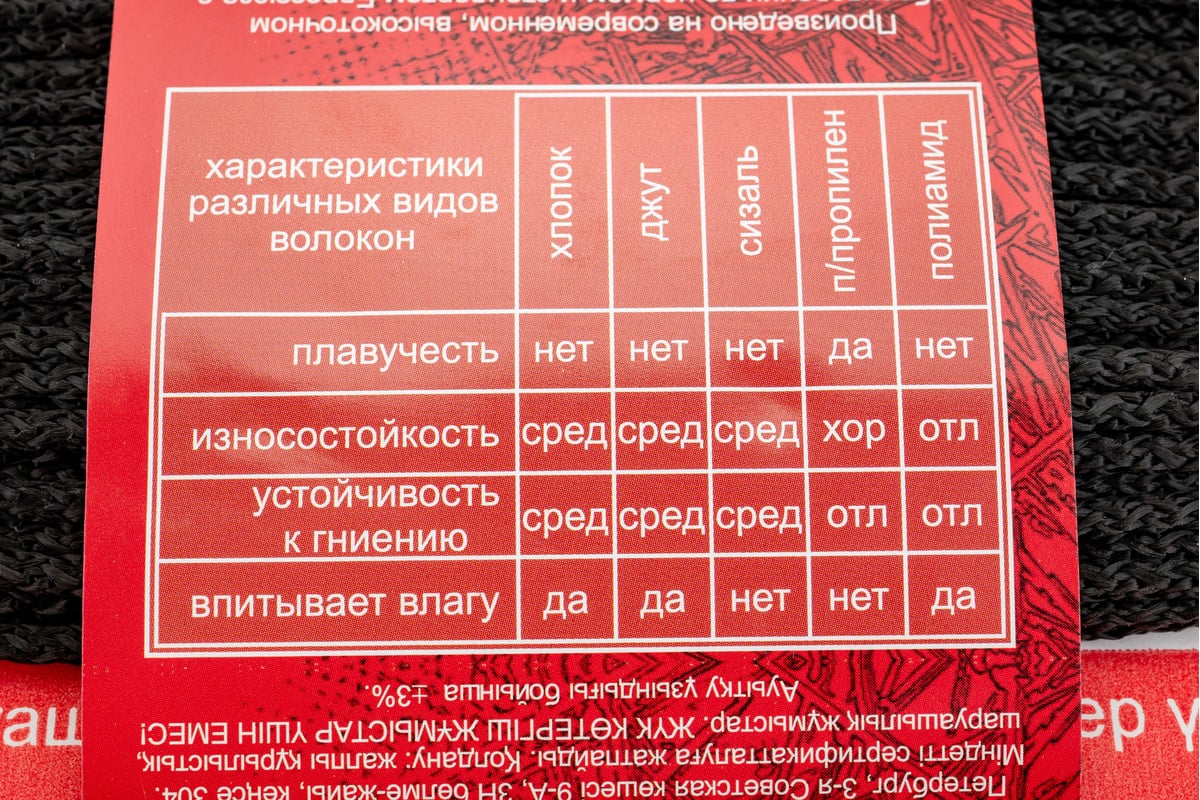 Произведено на современном, высокоточном
характеристики
различных видов
волокон
хлопок джут сизаль п/пропилен полиамид
плавучесть нет нет нет да нет
износостойкость сред сред сред хор отл
устойчивость
к гниению сред сред сред отл отл
впитывает влагу да да нет нет да
Петербург, 3-я Советская көшесі 9-А, 3Н бөлме-жайы, кеңсе 304.
Міндетті сертификатталуға жатпайды. Қолдану: жалпы құрылыстық,
шаруашылық жұмыстар. ЖҮК КӨТЕРГІШ ЖҰМЫСТАР ҮШІН ЕМЕС!
Ауытқу ұзындығы бойынша ±3%.